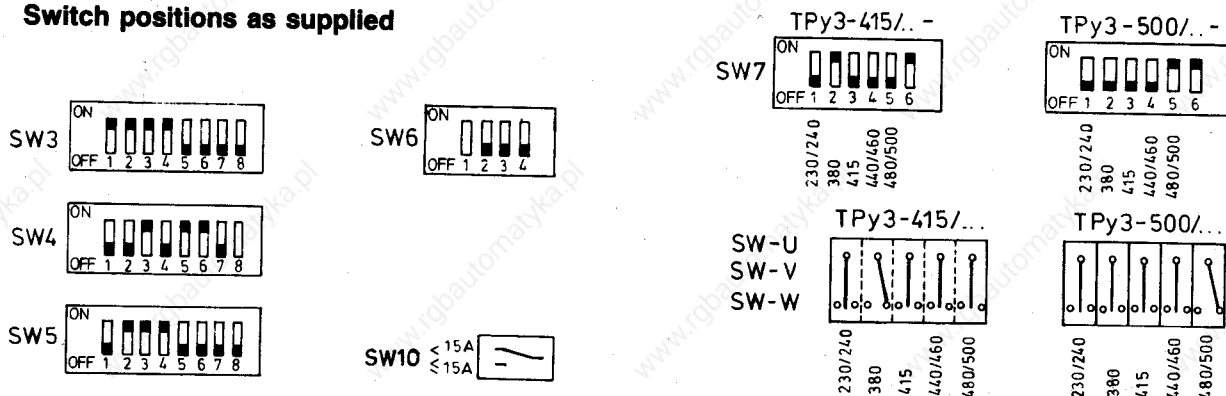 Switch positions as supplied
SW3
ON
OFF 1 2 3 4 5 6 7 8
SW4
ON
OFF 1 2 3 4 5 6 7 8
SW5
ON
OFF 1 2 3 4 5 6 7 8
SW6
ON
OFF 1 2 3 4
SW10
< 15A
≤ 15A
TPy3-415/.. -
SW7
ON
OFF 1 2 3 4 5 6
230/240
380
415
440/460
480/500
TPy3-500/.. -
ON
OFF 1 2 3 4 5 6
230/240
380
415
440/460
480/500
TPy3-415/...
SW-U
SW-V
SW-W
230/240
380
415
440/460
480/500
TPy3-500/...
230/240
380
415
440/460
480/500
www.rgbautomatyka.pl